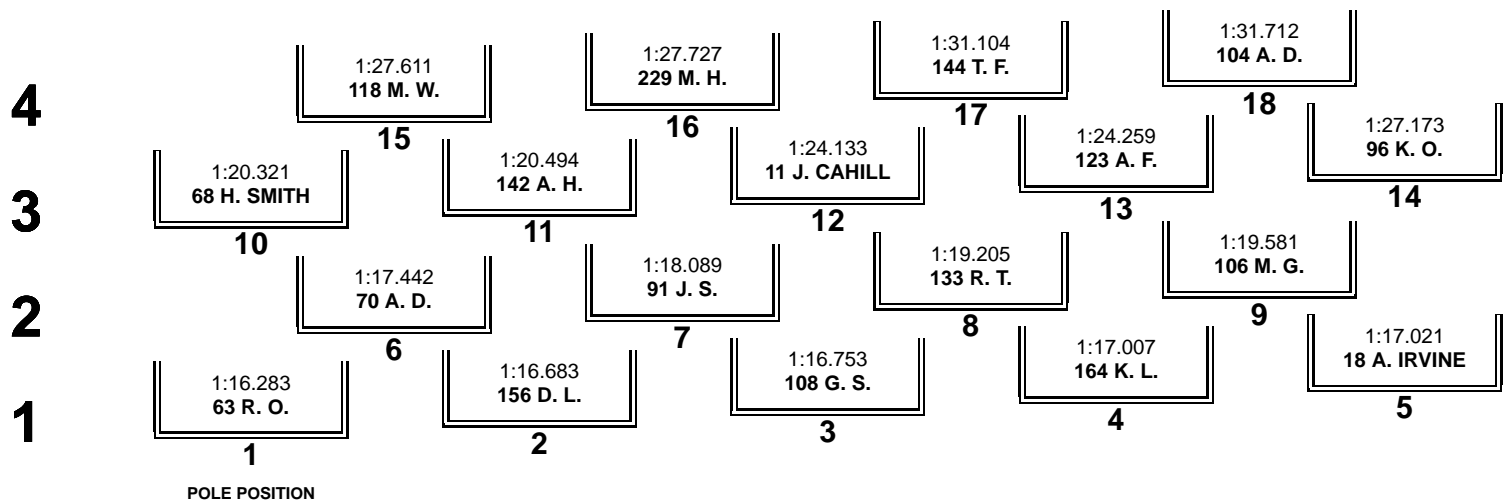 4
1:27.611
118 M. W.
15
1:27.727
229 M. H.
16
1:31.104
144 T. F.
17
1:31.712
104 A. D.
18
3
1:20.321
68 H. SMITH
10
1:20.494
142 A. H.
11
1:24.133
11 J. CAHILL
12
1:24.259
123 A. F.
13
1:27.173
96 K. O.
14
2
1:17.442
70 A. D.
6
1:18.089
91 J. S.
7
1:19.205
133 R. T.
8
1:19.581
106 M. G.
9
1
1:16.283
63 R. O.
1
1:16.683
156 D. L.
2
1:16.753
108 G. S.
3
1:17.007
164 K. L.
4
1:17.021
18 A. IRVINE
5
POLE POSITION